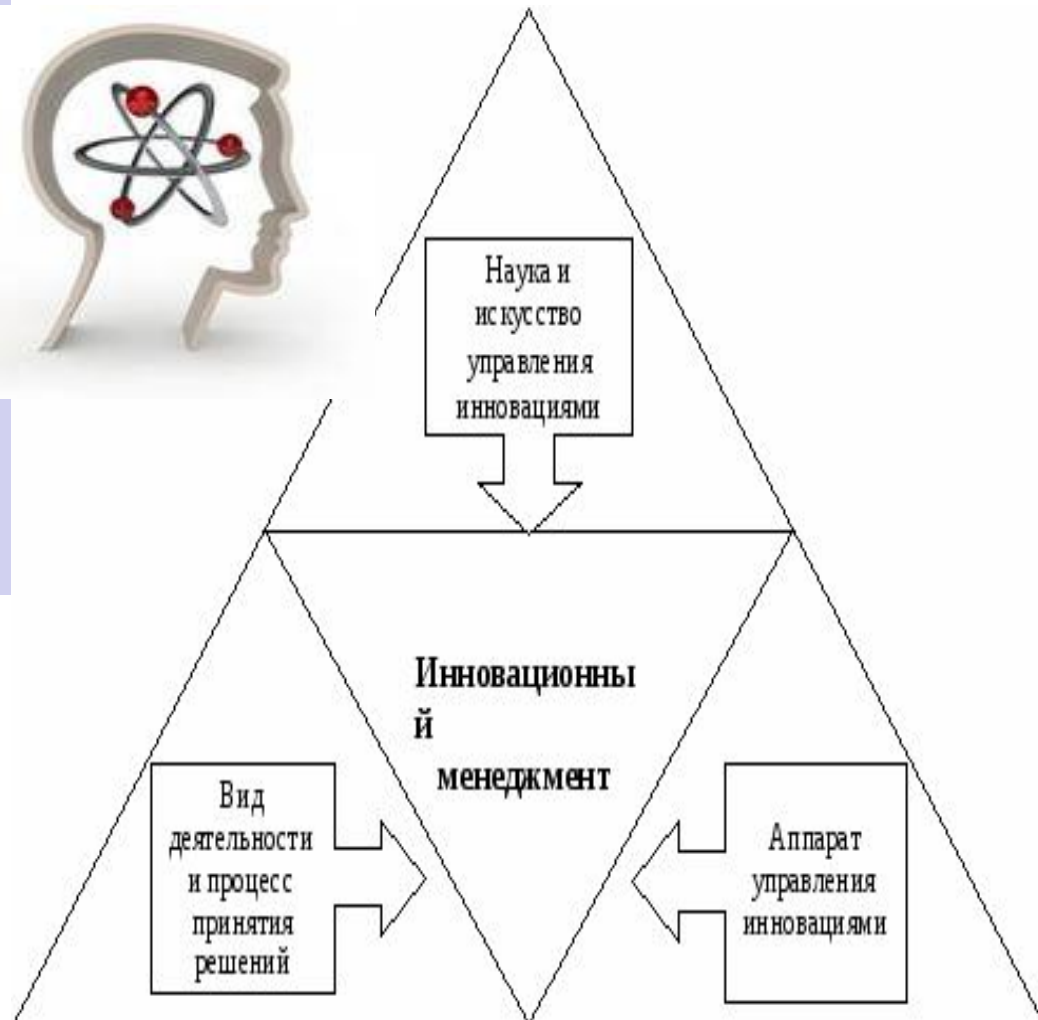 Наука и
искусство
управления
инновациями
Инновационны
й
менеджмент
Вид
деятельности
и процесс
принятия
решений
Аппарат
управления
инновациями